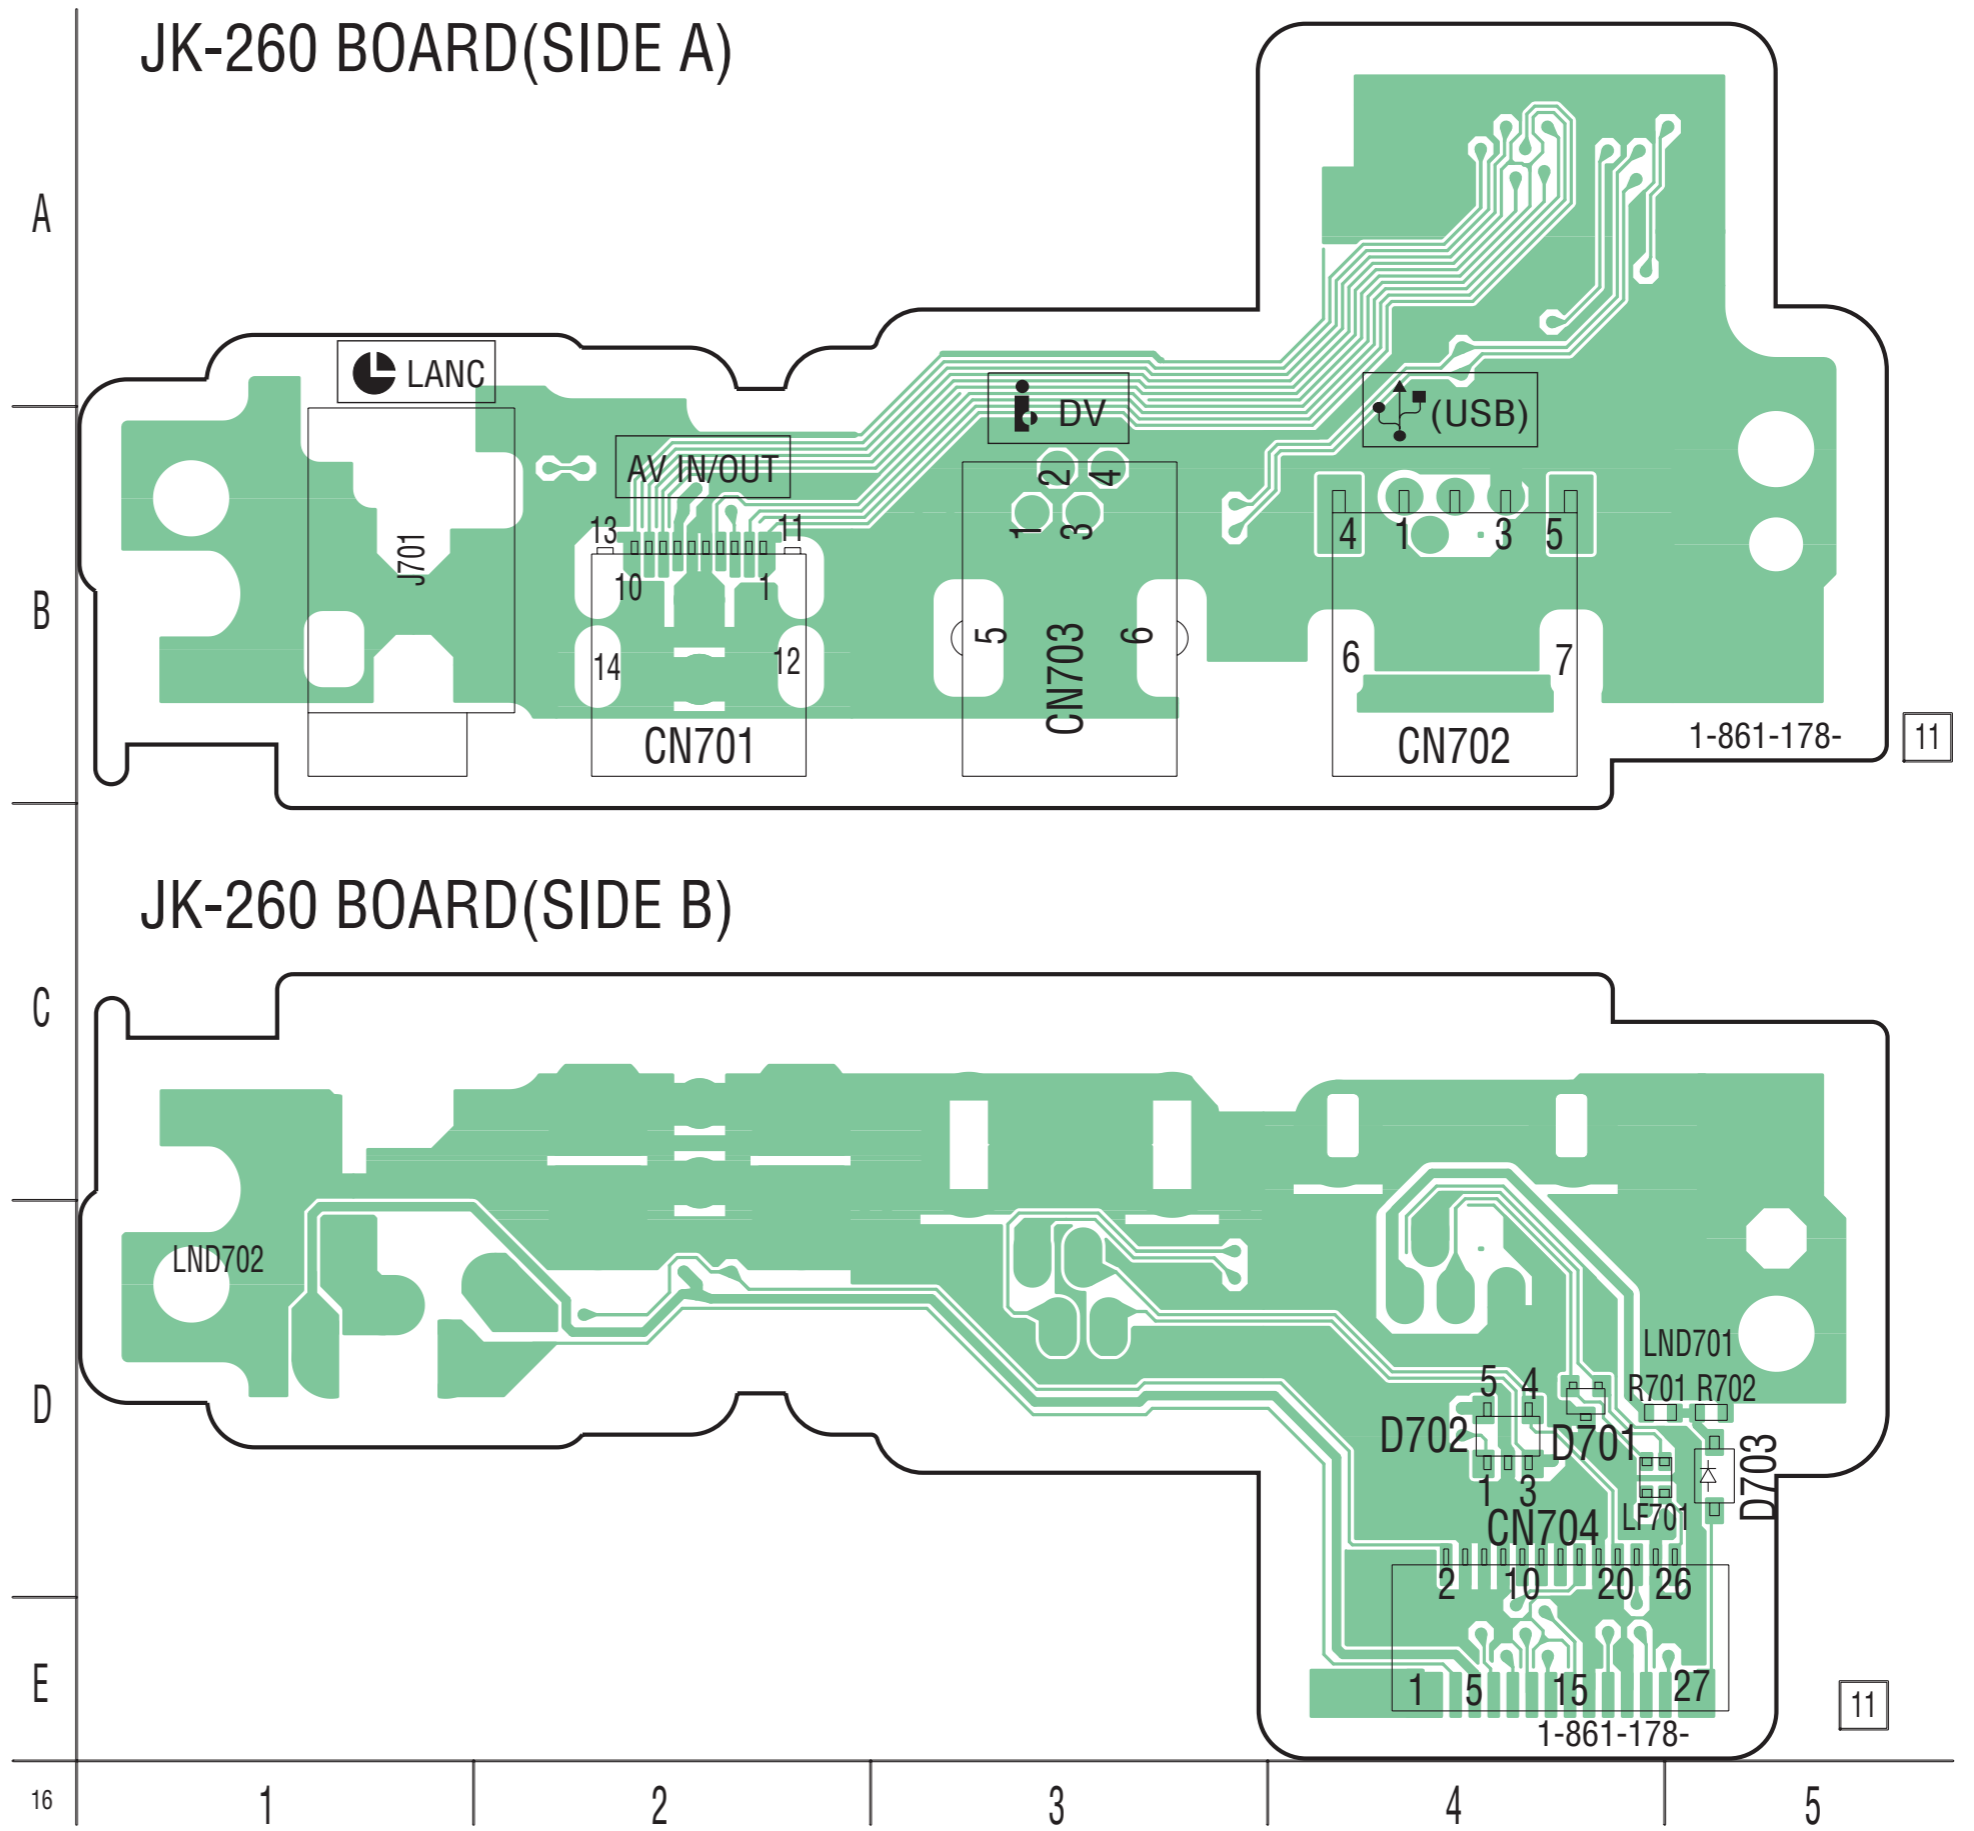 JK-260 BOARD(SIDE A)
A
LANC
DV
(USB)
AV IN/OUT
2 4
1 3
13 11
4 1 3 5
J701
10 1
B
5 6
14 12
6 7
CN703
CN701
CN702
1-861-178-
11
JK-260 BOARD(SIDE B)
C
LND702
LND701
5 4
R701 R702
D
D702
D701
D703
1 3
LF701
CN704
2 10 20 26
E
1 5 15 27
11
1-861-178-
16
1 2 3 4 5